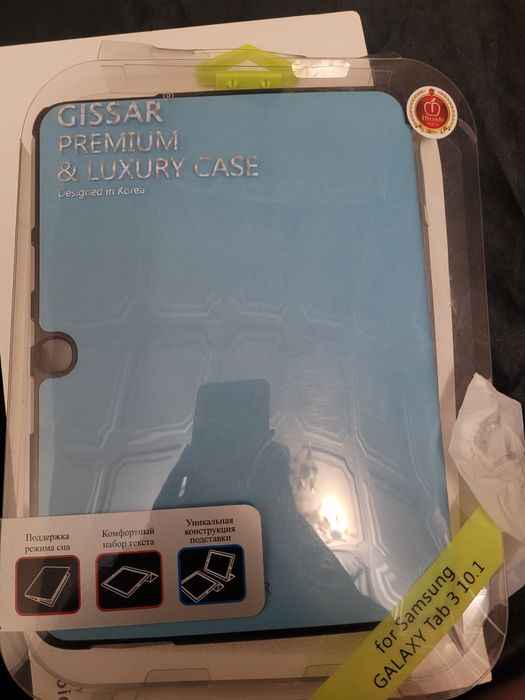 GISSAR®
PREMIUM
& LUXURY CASE
Designed in Korea
Brands
Поддержка
режима сна
Комфортный
набор текста
Уникальная
конструкция
подставки
for Samsung
GALAXY Tab 3 10.1